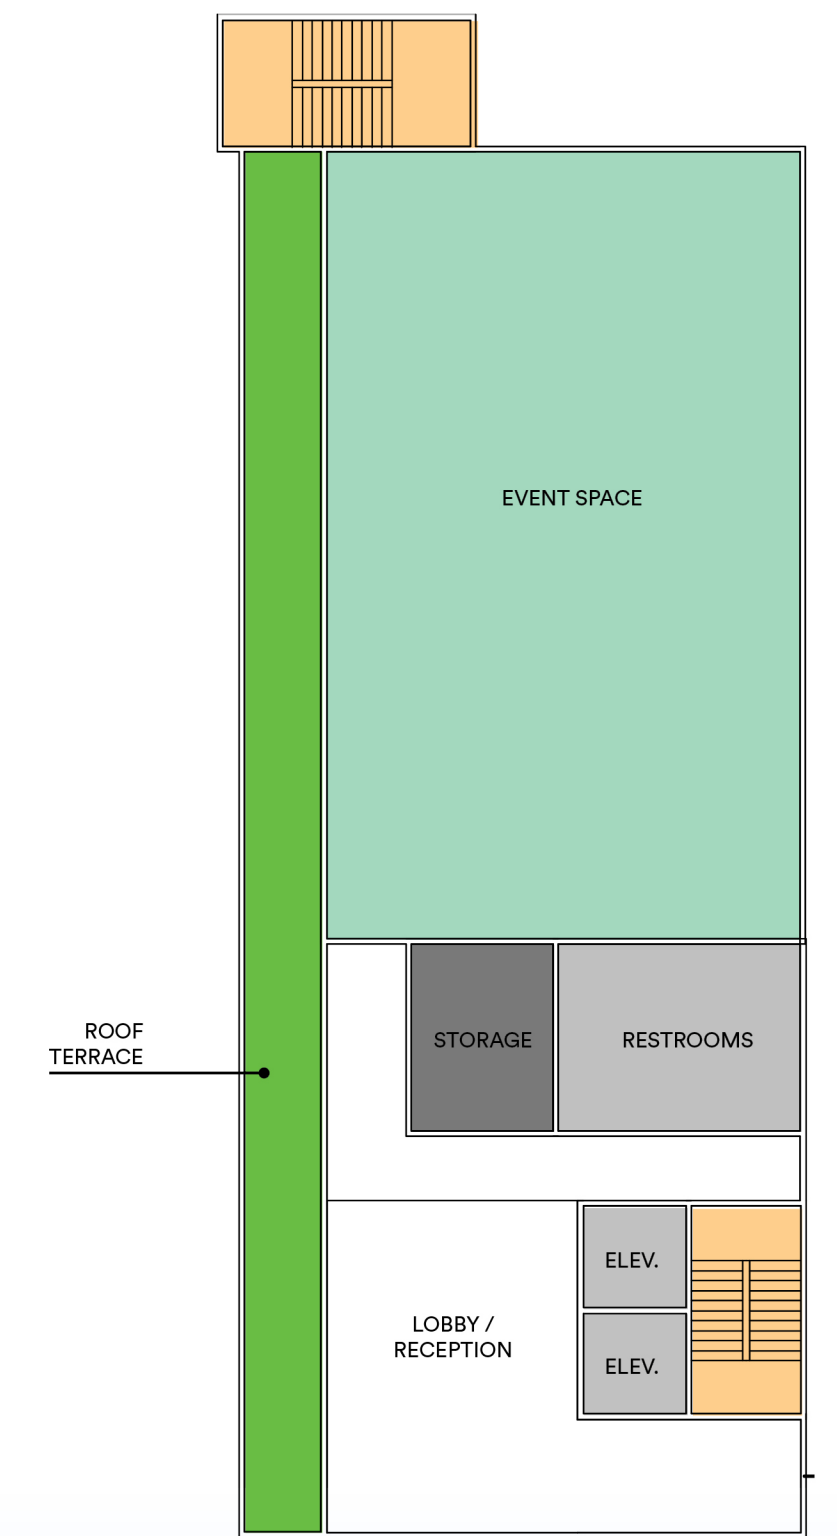 EVENT SPACE
ROOF
TERRACE
STORAGE
RESTROOMS
ELEV.
LOBBY /
RECEPTION
ELEV.